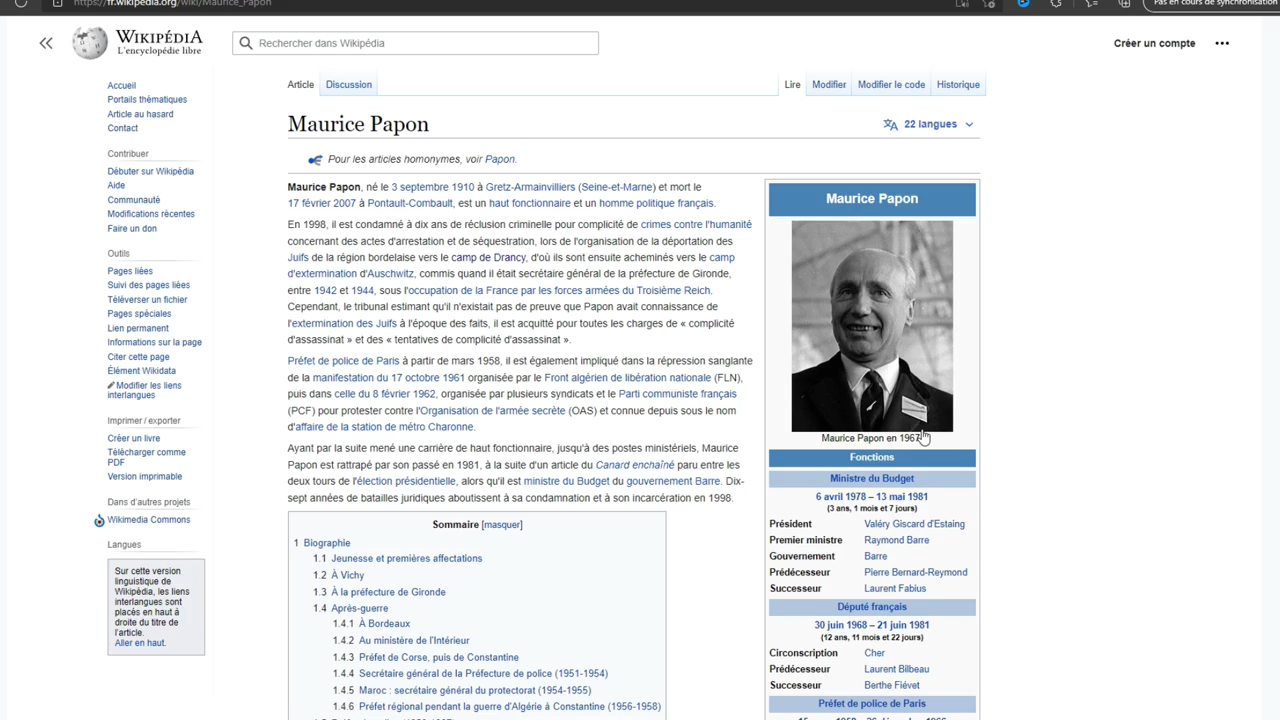 https://fr.wikipedia.org/wiki/Maurice_Papon
Pas en cours de synchronisation
WIKIPÉDIA
L'encyclopédie libre
Rechercher dans Wikipédia
Créer un compte
Accueil
Portails thématiques
Article au hasard
Contact
Contribuer
Débuter sur Wikipédia
Aide
Communauté
Modifications récentes
Faire un don
Outils
Pages liées
Suivi des pages liées
Téléverser un fichier
Pages spéciales
Lien permanent
Informations sur la page
Citer cette page
Élément Wikidata
Modifier les liens
interlangues
Imprimer / exporter
Créer un livre
Télécharger comme
PDF
Version imprimable
Dans d'autres projets
Wikimedia Commons
Langues
Sur cette version
linguistique de
Wikipédia, les liens
interlangues sont
placés en haut à
droite du titre de
l'article.
Aller en haut.
Article Discussion Lire Modifier Modifier le code Historique
Maurice Papon
22 langues
Pour les articles homonymes, voir Papon.
Maurice Papon, né le 3 septembre 1910 à Gretz-Armainvilliers (Seine-et-Marne) et mort le
17 février 2007 à Pontault-Combault, est un haut fonctionnaire et un homme politique français.
En 1998, il est condamné à dix ans de réclusion criminelle pour complicité de crimes contre l'humanité
concernant des actes d'arrestation et de séquestration, lors de l'organisation de la déportation des
Juifs de la région bordelaise vers le camp de Drancy, d'où ils sont ensuite acheminés vers le camp
d'extermination d'Auschwitz, commis quand il était secrétaire général de la préfecture de Gironde,
entre 1942 et 1944, sous l'occupation de la France par les forces armées du Troisième Reich.
Cependant, le tribunal estimant qu'il n'existait pas de preuve que Papon avait connaissance de
l'extermination des Juifs à l'époque des faits, il est acquitté pour toutes les charges de « complicité
d'assassinat » et des « tentatives de complicité d'assassinat ».
Préfet de police de Paris à partir de mars 1958, il est également impliqué dans la répression sanglante
de la manifestation du 17 octobre 1961 organisée par le Front algérien de libération nationale (FLN),
puis dans celle du 8 février 1962, organisée par plusieurs syndicats et le Parti communiste français
(PCF) pour protester contre l'Organisation de l'armée secrète (OAS) et connue depuis sous le nom
d'affaire de la station de métro Charonne.
Ayant par la suite mené une carrière de haut fonctionnaire, jusqu'à des postes ministériels, Maurice
Papon est rattrapé par son passé en 1981, à la suite d'un article du Canard enchaîné paru entre les
deux tours de l'élection présidentielle, alors qu'il est ministre du Budget du gouvernement Barre. Dix-
sept années de batailles juridiques aboutissent à sa condamnation et à son incarcération en 1998.
Sommaire [masquer]
1 Biographie
1.1 Jeunesse et premières affectations
1.2 À Vichy
1.3 À la préfecture de Gironde
1.4 Après-guerre
1.4.1 À Bordeaux
1.4.2 Au ministère de l'Intérieur
1.4.3 Préfet de Corse, puis de Constantine
1.4.4 Secrétaire général de la Préfecture de police (1951-1954)
1.4.5 Maroc : secrétaire général du protectorat (1954-1955)
1.4.6 Préfet régional pendant la guerre d'Algérie à Constantine (1956-1958)
Maurice Papon
Maurice Papon en 1967
Fonctions
Ministre du Budget
6 avril 1978 – 13 mai 1981
(3 ans, 1 mois et 7 jours)
Président Valéry Giscard d'Estaing
Premier ministre Raymond Barre
Gouvernement Barre
Prédécesseur Pierre Bernard-Reymond
Successeur Laurent Fabius
Député français
30 juin 1968 – 21 juin 1981
(12 ans, 11 mois et 22 jours)
Circonscription Cher
Prédécesseur Laurent Bilbeau
Successeur Berthe Fiévet
Préfet de police de Paris